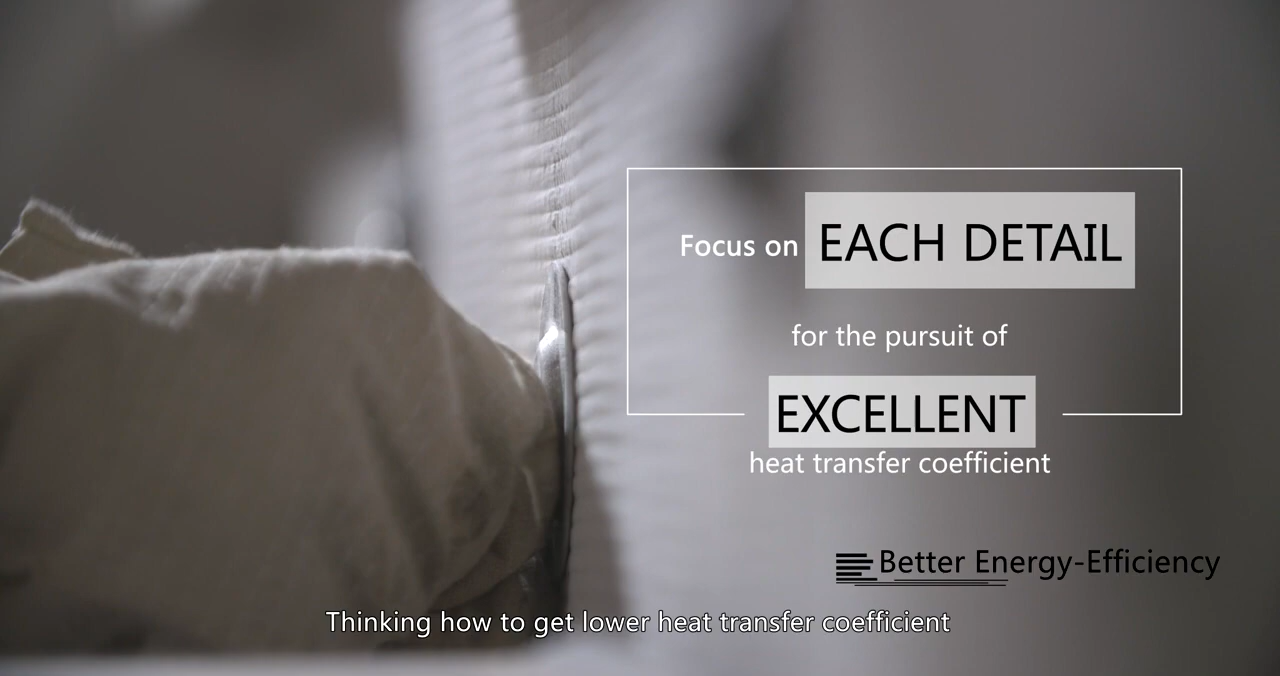 Focus on EACH DETAIL
for the pursuit of
EXCELLENT
heat transfer coefficient
Better Energy-Efficiency
Thinking how to get lower heat transfer coefficient